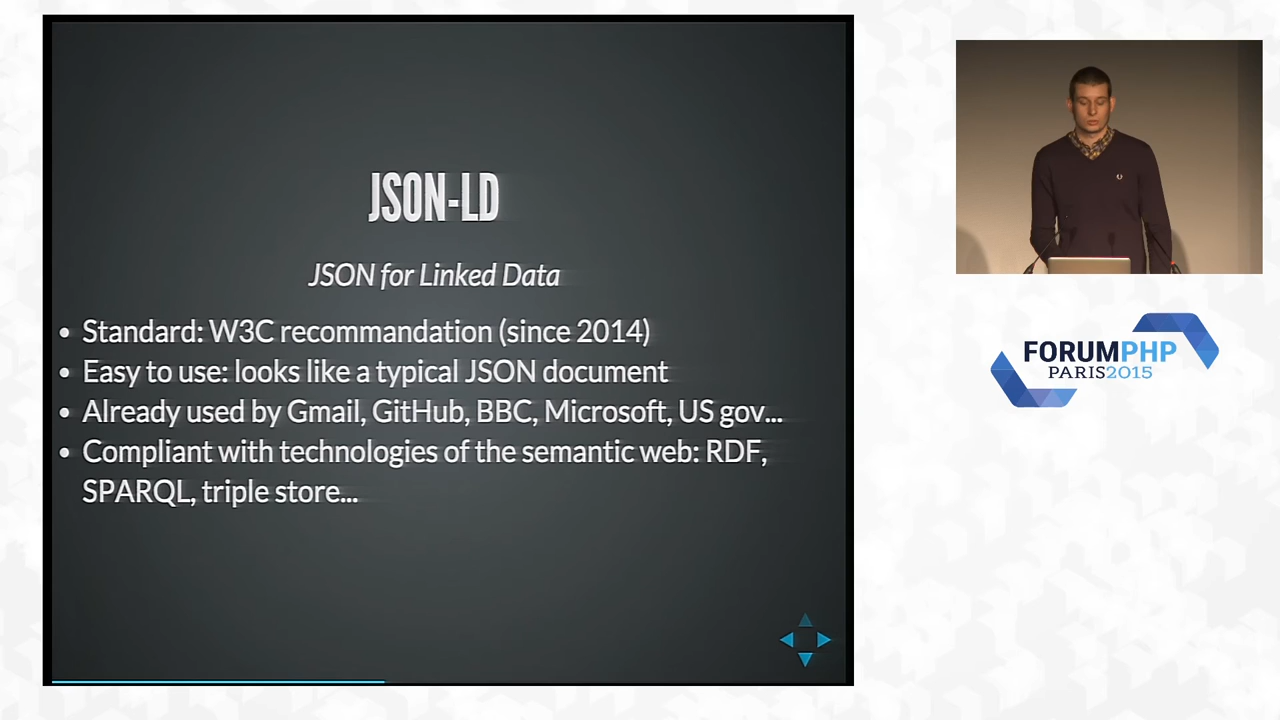 JSON-LD
JSON for Linked Data
• Standard: W3C recommandation (since 2014)
• Easy to use: looks like a typical JSON document
• Already used by Gmail, GitHub, BBC, Microsoft, US gov...
• Compliant with technologies of the semantic web: RDF,
SPARQL, triple store...
FORUMPHP
PARIS2015